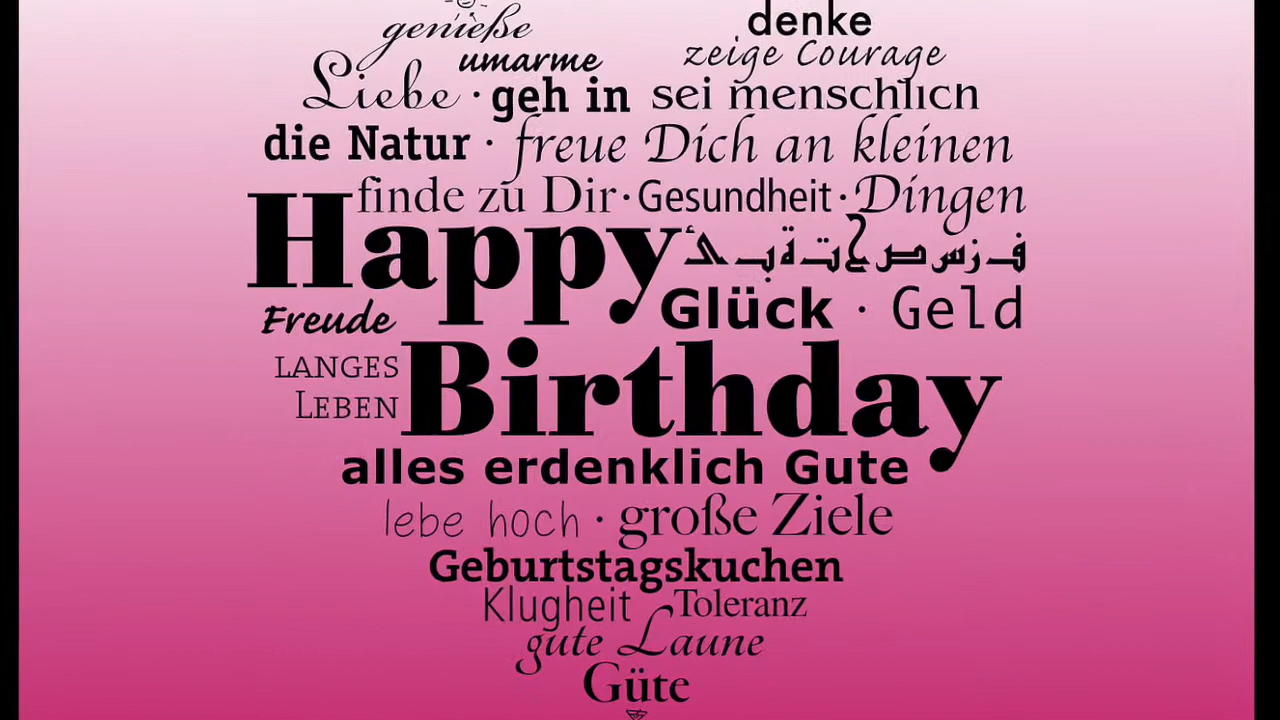 genieße denke
umarme zeige Courage
Liebe · geh in sei menschlich
die Natur · freue Dich an kleinen
finde zu Dir · Gesundheit · Dingen
Happy
Freude Glück · Geld
LANGES
LEBEN Birthday
alles erdenklich Gute
lebe hoch · große Ziele
Geburtstagskuchen
Klugheit Toleranz
gute Laune
Güte